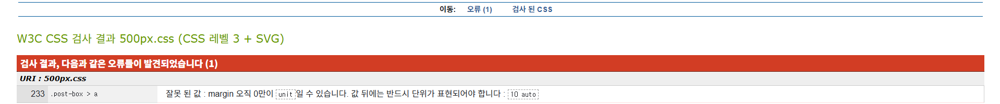 이동: 오류 (1) 검사 된 CSS
W3C CSS 검사 결과 500px.css (CSS 레벨 3 + SVG)
검사 결과, 다음과 같은 오류들이 발견되었습니다 (1)
URI : 500px.css
233 .post-box > a 잘못 된 값 : margin 오직 0만이 unit일 수 있습니다. 값 뒤에는 반드시 단위가 표현되어야 합니다 : 10 auto